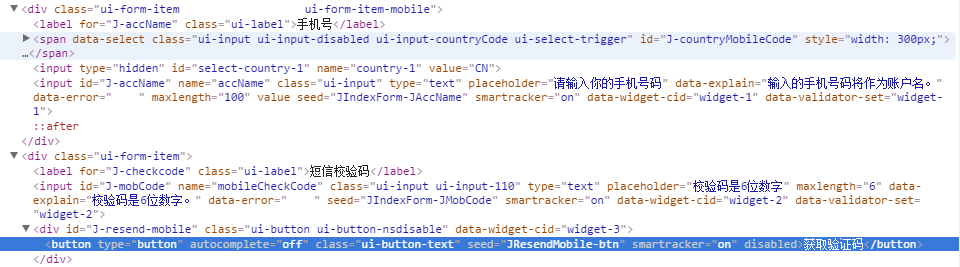 ▼<div class="ui-form-item ui-form-item-mobile">
<label for="J-accName" class="ui-label">手机号</label>
▶<span data-select class="ui-input ui-input-disabled ui-input-countryCode ui-select-trigger" id="J-countryMobileCode" style="width: 300px;">
…</span>
<input type="hidden" id="select-country-1" name="country-1" value="CN">
<input id="J-accName" name="accName" class="ui-input" type="text" placeholder="请输入你的手机号码" data-explain="输入的手机号码将作为账户名。"
data-error=" " maxlength="100" value seed="JIndexForm-JAccName" smartracker="on" data-widget-cid="widget-1" data-validator-set="widget-
1">
::after
</div>
▼<div class="ui-form-item">
<label for="J-checkcode" class="ui-label">短信校验码</label>
<input id="J-mobCode" name="mobileCheckCode" class="ui-input ui-input-110" type="text" placeholder="校验码是6位数字" maxlength="6" data-
explain="校验码是6位数字。" data-error=" " seed="JIndexForm-JMobCode" smartracker="on" data-widget-cid="widget-2" data-validator-set=
"widget-2">
▼<div id="J-resend-mobile" class="ui-button ui-button-nsdisable" data-widget-cid="widget-3">
<button type="button" autocomplete="off" class="ui-button-text" seed="JResendMobile-btn" smartracker="on" disabled>获取验证码</button>
</div>